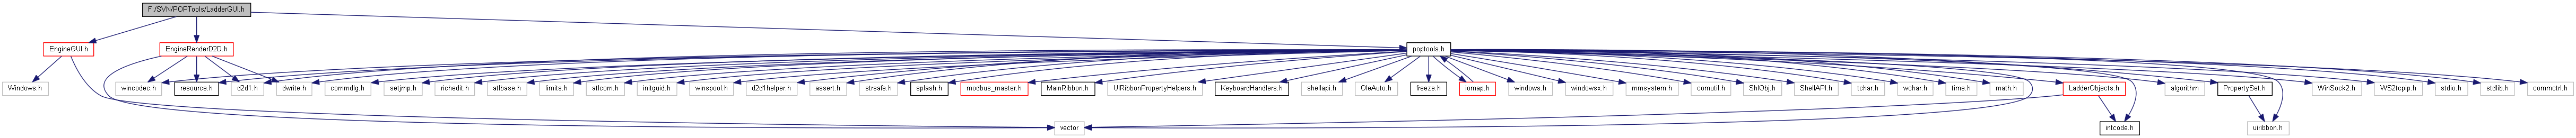 F:/SVN/POPTools/LadderGUI.h
EngineGUI.h
EngineRenderD2D.h
poptools.h
Windows.h
wincodec.h
resource.h
d2d1.h
dwrite.h
commdlg.h
setjmp.h
richedit.h
atlbase.h
limits.h
atlcom.h
initguid.h
winspool.h
d2d1helper.h
assert.h
strsafe.h
splash.h
modbus_master.h
MainRibbon.h
UIRibbonPropertyHelpers.h
KeyboardHandlers.h
shellapi.h
OleAuto.h
freeze.h
iomap.h
windows.h
windowsx.h
mmsystem.h
comutil.h
ShlObj.h
ShellAPI.h
tchar.h
wchar.h
time.h
math.h
LadderObjects.h
algorithm
PropertySet.h
WinSock2.h
WS2tcpip.h
stdio.h
stdlib.h
commctrl.h
vector
intcode.h
uiribbon.h